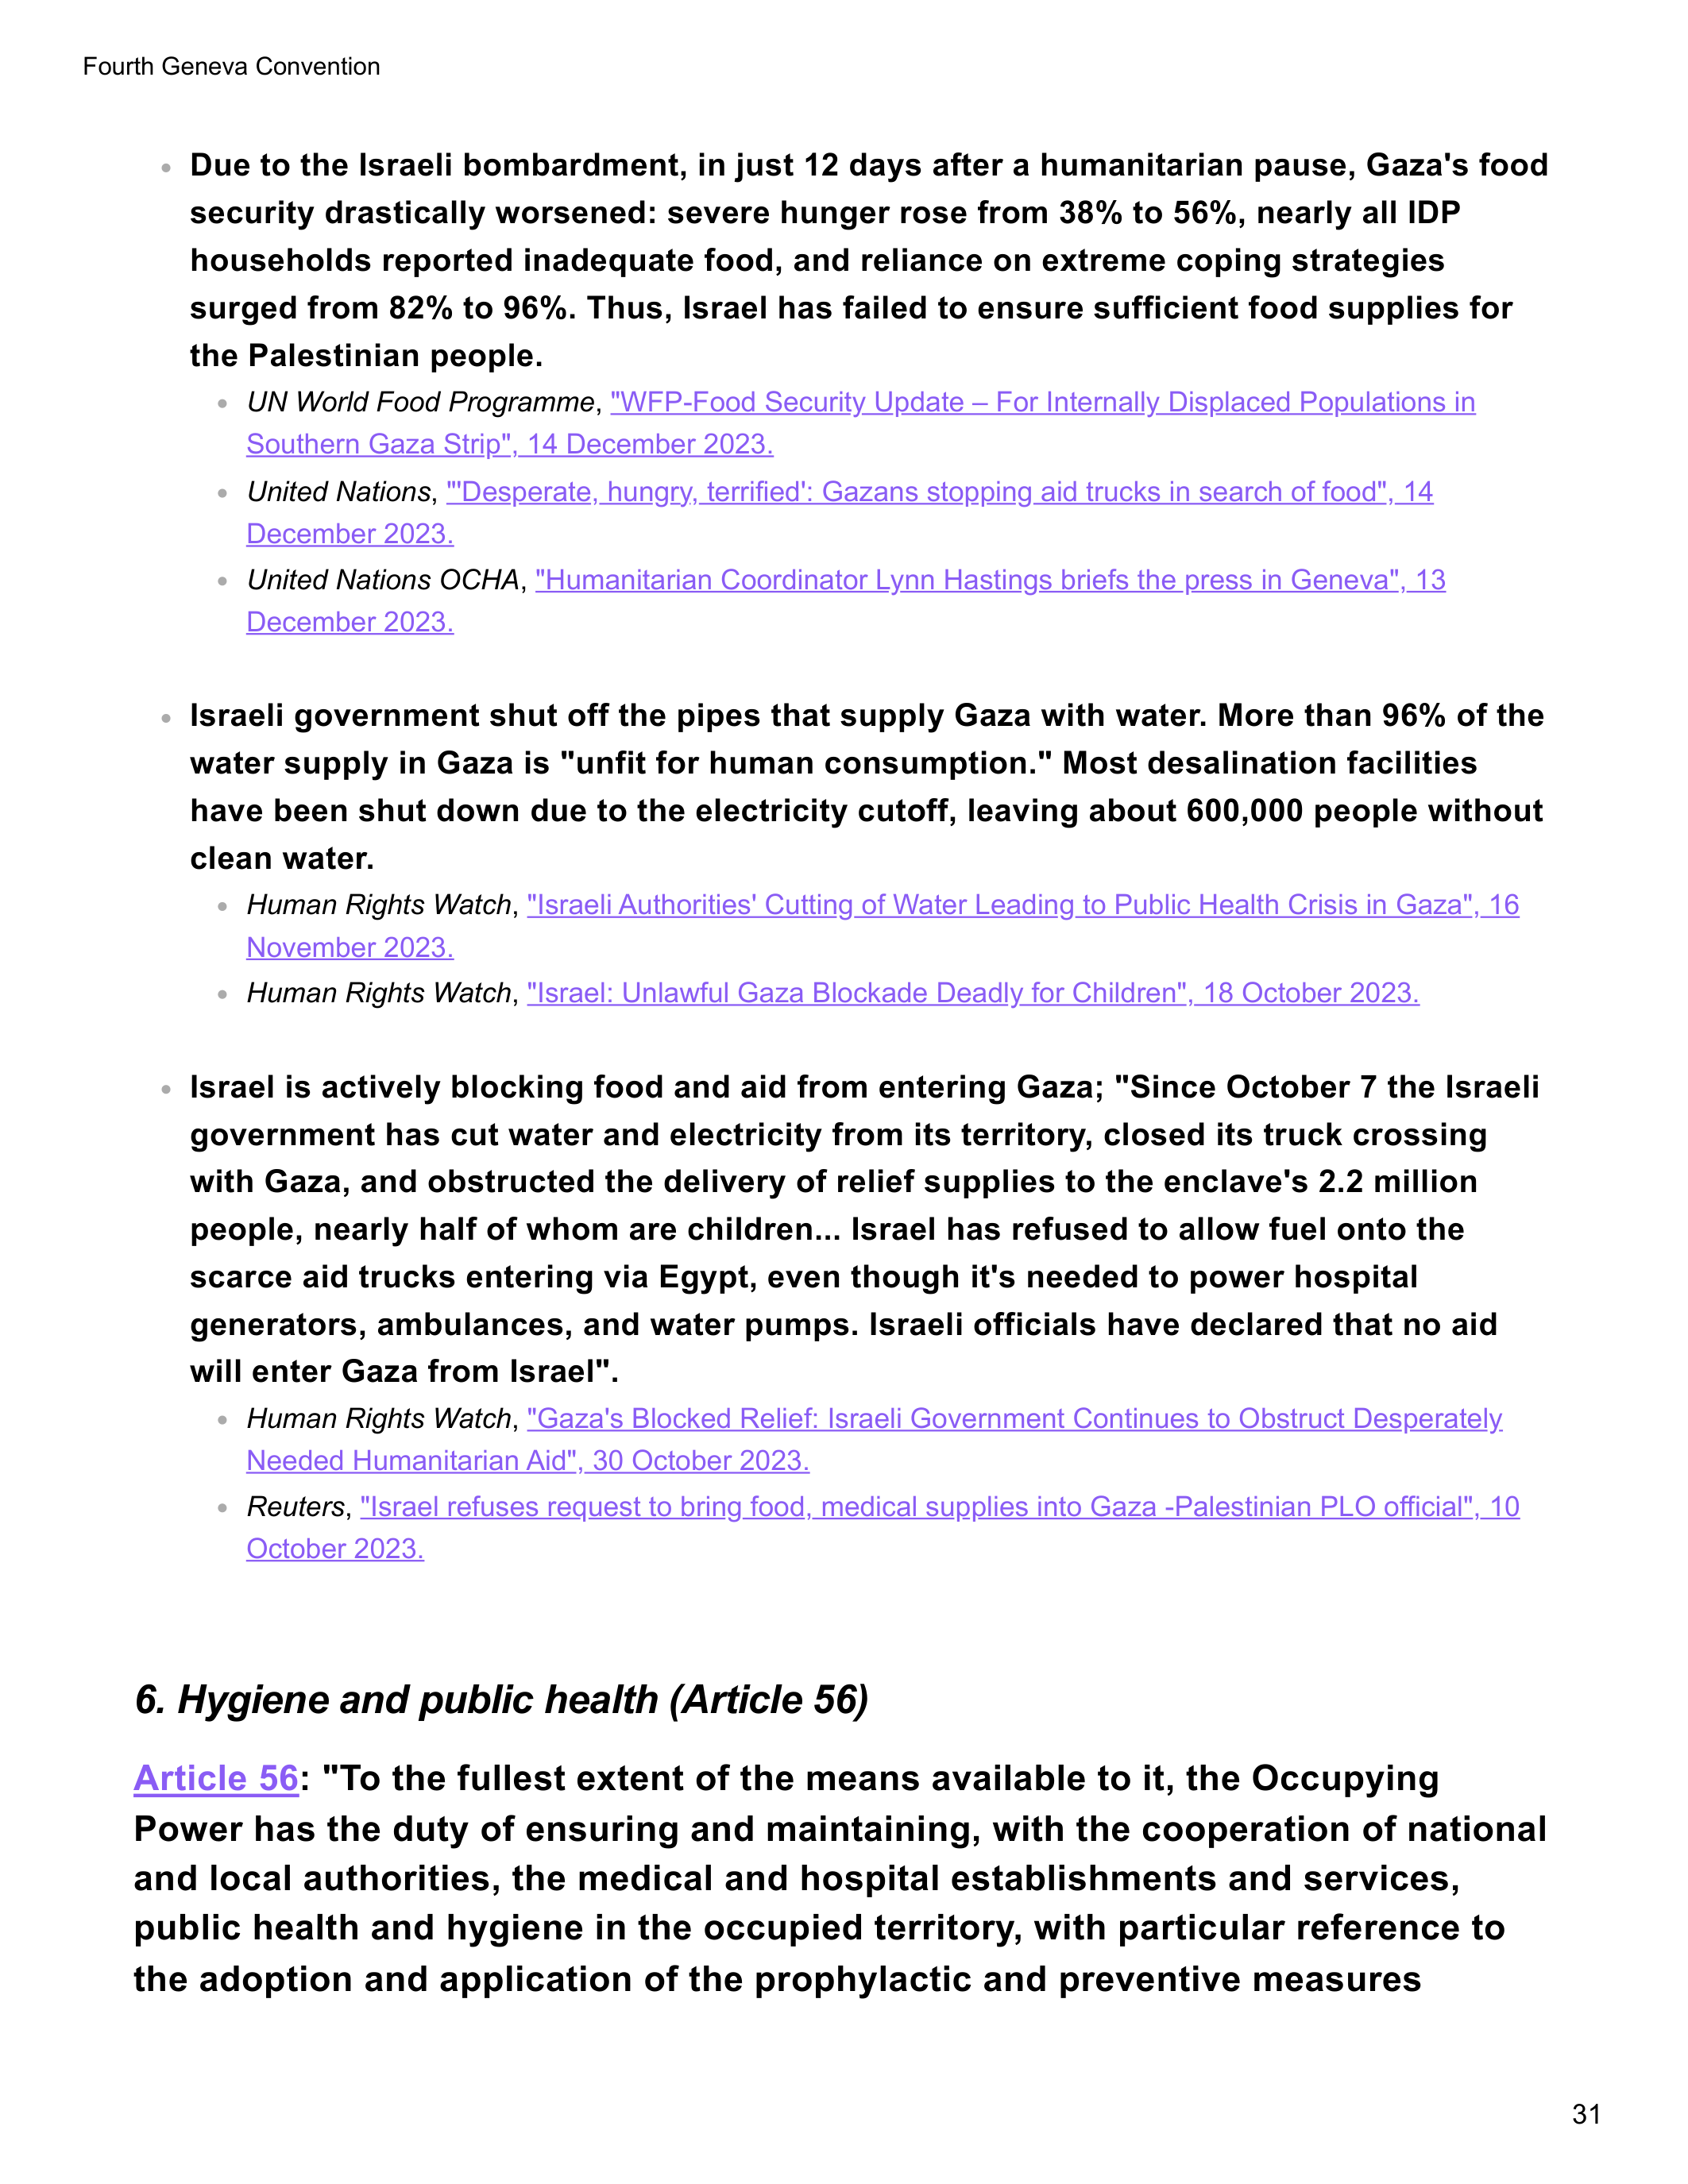 Fourth Geneva Convention
Due to the Israeli bombardment, in just 12 days after a humanitarian pause, Gaza's food
security drastically worsened: severe hunger rose from 38% to 56%, nearly all IDP
households reported inadequate food, and reliance on extreme coping strategies
surged from 82% to 96%. Thus, Israel has failed to ensure sufficient food supplies for
the Palestinian people.
UN World Food Programme, "WFP-Food Security Update – For Internally Displaced Populations in
Southern Gaza Strip", 14 December 2023.
United Nations, "'Desperate, hungry, terrified': Gazans stopping aid trucks in search of food", 14
December 2023.
United Nations OCHA, "Humanitarian Coordinator Lynn Hastings briefs the press in Geneva", 13
December 2023.
Israeli government shut off the pipes that supply Gaza with water. More than 96% of the
water supply in Gaza is "unfit for human consumption." Most desalination facilities
have been shut down due to the electricity cutoff, leaving about 600,000 people without
clean water.
Human Rights Watch, "Israeli Authorities' Cutting of Water Leading to Public Health Crisis in Gaza", 16
November 2023.
Human Rights Watch, "Israel: Unlawful Gaza Blockade Deadly for Children", 18 October 2023.
Israel is actively blocking food and aid from entering Gaza; "Since October 7 the Israeli
government has cut water and electricity from its territory, closed its truck crossing
with Gaza, and obstructed the delivery of relief supplies to the enclave's 2.2 million
people, nearly half of whom are children... Israel has refused to allow fuel onto the
scarce aid trucks entering via Egypt, even though it's needed to power hospital
generators, ambulances, and water pumps. Israeli officials have declared that no aid
will enter Gaza from Israel".
Human Rights Watch, "Gaza's Blocked Relief: Israeli Government Continues to Obstruct Desperately
Needed Humanitarian Aid", 30 October 2023.
Reuters, "Israel refuses request to bring food, medical supplies into Gaza -Palestinian PLO official", 10
October 2023.
6. Hygiene and public health (Article 56)
Article 56: "To the fullest extent of the means available to it, the Occupying
Power has the duty of ensuring and maintaining, with the cooperation of national
and local authorities, the medical and hospital establishments and services,
public health and hygiene in the occupied territory, with particular reference to
the adoption and application of the prophylactic and preventive measures
31